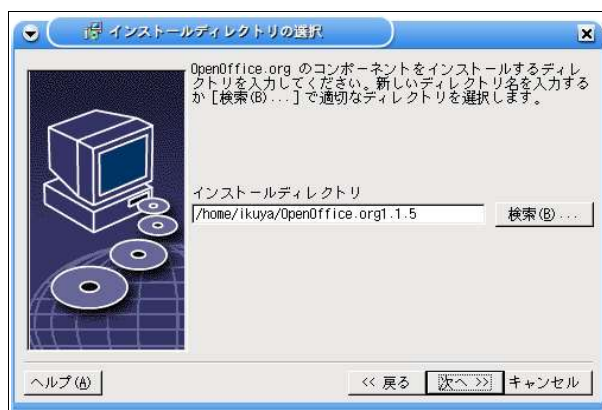 インストールディレクトリの選択
OpenOffice.org のコンポーネントをインストールするディレ
クトリを入力してください。新しいディレクトリ名を入力する
か [検索(B)...] で適切なディレクトリを選択します。
インストールディレクトリ
/home/ikuya/OpenOffice.org1.1.5
検索(B)...
ヘルプ(A)
<< 戻る
次へ >>
キャンセル